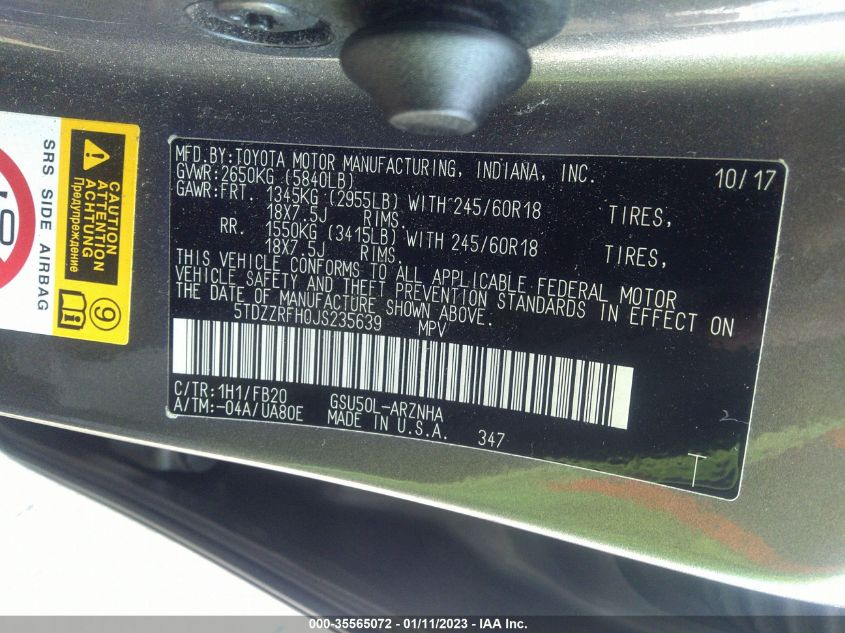 MFD.BY:TOYOTA MOTOR MANUFACTURING, INDIANA, INC. 10/17
GVWR:2650KG (5840LB)
GAWR:FRT. 1345KG (2955LB) WITH 245/60R18 TIRES,
18X7.5J RIMS.
RR. 1550KG (3415LB) WITH 245/60R18 TIRES,
18X7.5J RIMS.
THIS VEHICLE CONFORMS TO ALL APPLICABLE FEDERAL MOTOR
VEHICLE SAFETY AND THEFT PREVENTION STANDARDS IN EFFECT ON
THE DATE OF MANUFACTURE SHOWN ABOVE.
5TDZZRFH0JS235639 MPV
C/TR:1H1/FB20 GSU50L-ARZNHA
A/TM:-04A/UA80E MADE IN U.S.A. 347
T
SRS SIDE AIRBAG
CAUTION
ATTENTION
ACHTUNG
Предупреждение
9
000-35565072 - 01/11/2023 - IAA Inc.